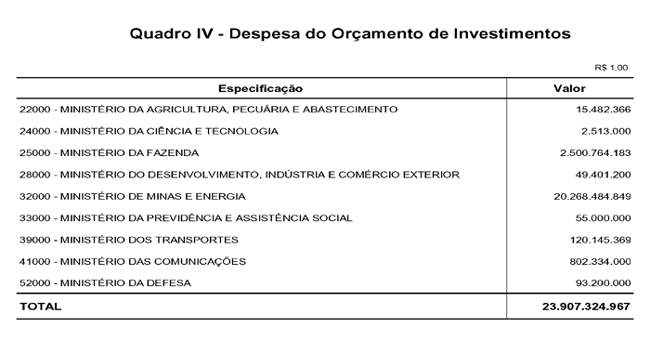 Quadro IV - Despesa do Orçamento de Investimentos
R$ 1,00
Especificação Valor
22000 - MINISTÉRIO DA AGRICULTURA, PECUÁRIA E ABASTECIMENTO 15.482.366
24000 - MINISTÉRIO DA CIÊNCIA E TECNOLOGIA 2.513.000
25000 - MINISTÉRIO DA FAZENDA 2.500.764.183
28000 - MINISTÉRIO DO DESENVOLVIMENTO, INDÚSTRIA E COMÉRCIO EXTERIOR 49.401.200
32000 - MINISTÉRIO DE MINAS E ENERGIA 20.268.484.849
33000 - MINISTÉRIO DA PREVIDÊNCIA E ASSISTÊNCIA SOCIAL 55.000.000
39000 - MINISTÉRIO DOS TRANSPORTES 120.145.369
41000 - MINISTÉRIO DAS COMUNICAÇÕES 802.334.000
52000 - MINISTÉRIO DA DEFESA 93.200.000
TOTAL 23.907.324.967